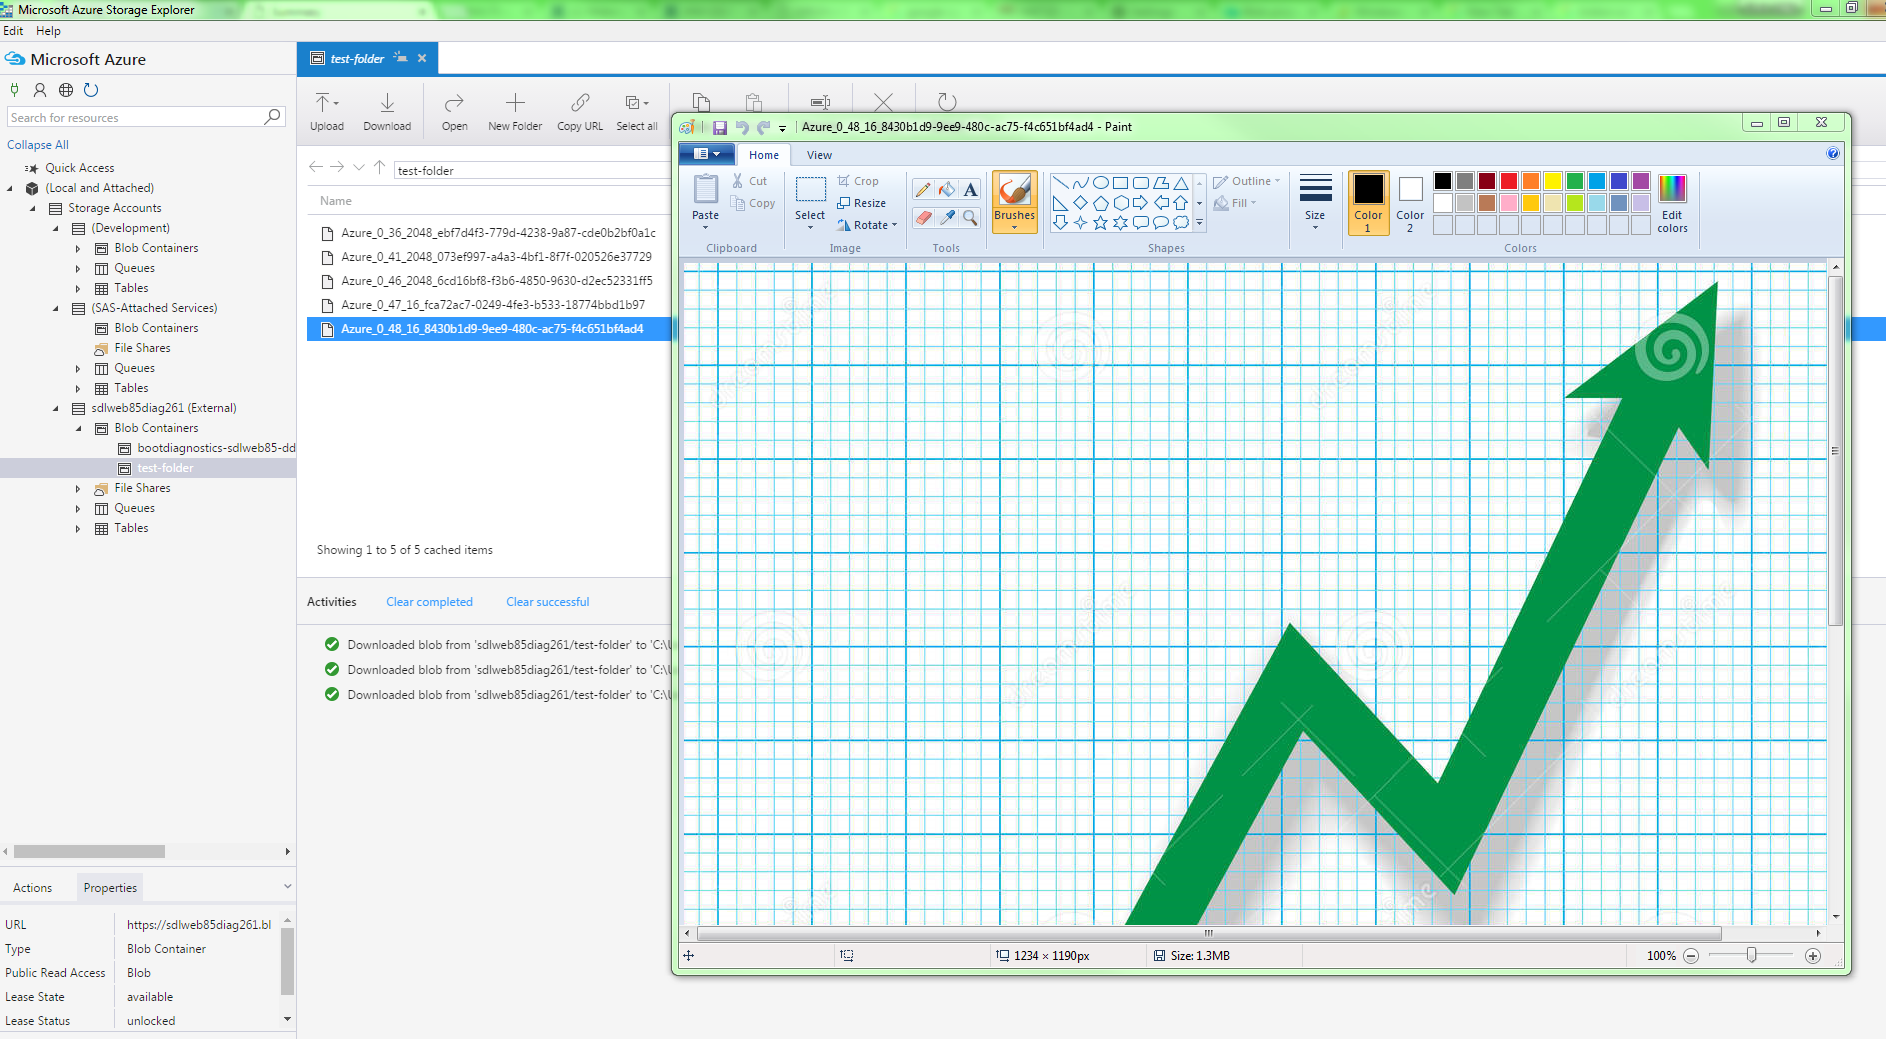 Microsoft Azure Storage Explorer
Edit Help
Microsoft Azure
Search for resources
Collapse All
Quick Access
(Local and Attached)
Storage Accounts
(Development)
Blob Containers
Queues
Tables
(SAS-Attached Services)
Blob Containers
File Shares
Queues
Tables
sdlweb85diag261 (External)
Blob Containers
bootdiagnostics-sdlweb85-dd
test-folder
File Shares
Queues
Tables
Actions Properties
URL https://sdlweb85diag261.bl
Type Blob Container
Public Read Access Blob
Lease State available
Lease Status unlocked
test-folder
Upload Download Open New Folder Copy URL Select all
test-folder
Name
Azure_0_36_2048_ebf7d4f3-779d-4238-9a87-cde0b2bf0a1c
Azure_0_41_2048_073ef997-a4a3-4bf1-8f7f-020526e37729
Azure_0_46_2048_6cd16bf8-f3b6-4850-9630-d2ec52331ff5
Azure_0_47_16_fca72ac7-0249-4fe3-b533-18774bbd1b97
Azure_0_48_16_8430b1d9-9ee9-480c-ac75-f4c651bf4ad4
Showing 1 to 5 of 5 cached items
Activities Clear completed Clear successful
Downloaded blob from 'sdlweb85diag261/test-folder' to 'C:\U
Downloaded blob from 'sdlweb85diag261/test-folder' to 'C:\U
Downloaded blob from 'sdlweb85diag261/test-folder' to 'C:\U
Azure_0_48_16_8430b1d9-9ee9-480c-ac75-f4c651bf4ad4 - Paint
Home View
Paste
Cut
Copy
Clipboard
Select
Crop
Resize
Rotate
Image
A
Tools
Brushes
Outline
Fill
Shapes
Size
Color 1
Color 2
Edit colors
Colors
1234 × 1190px
Size: 1.3MB
100%